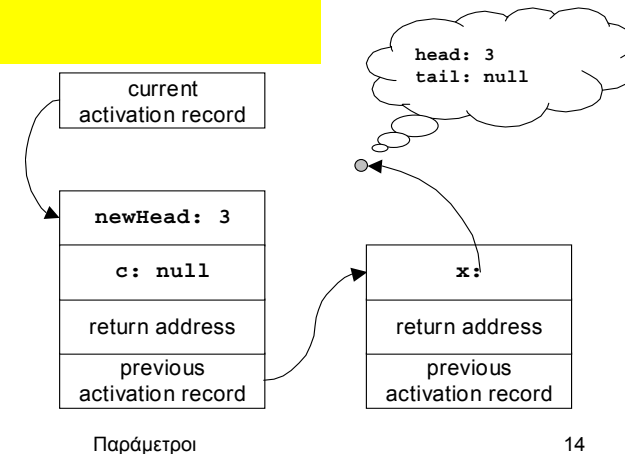 head: 3
tail: null
current
activation record
newHead: 3
c: null
return address
previous
activation record
x:
return address
previous
activation record
Παράμετροι
14